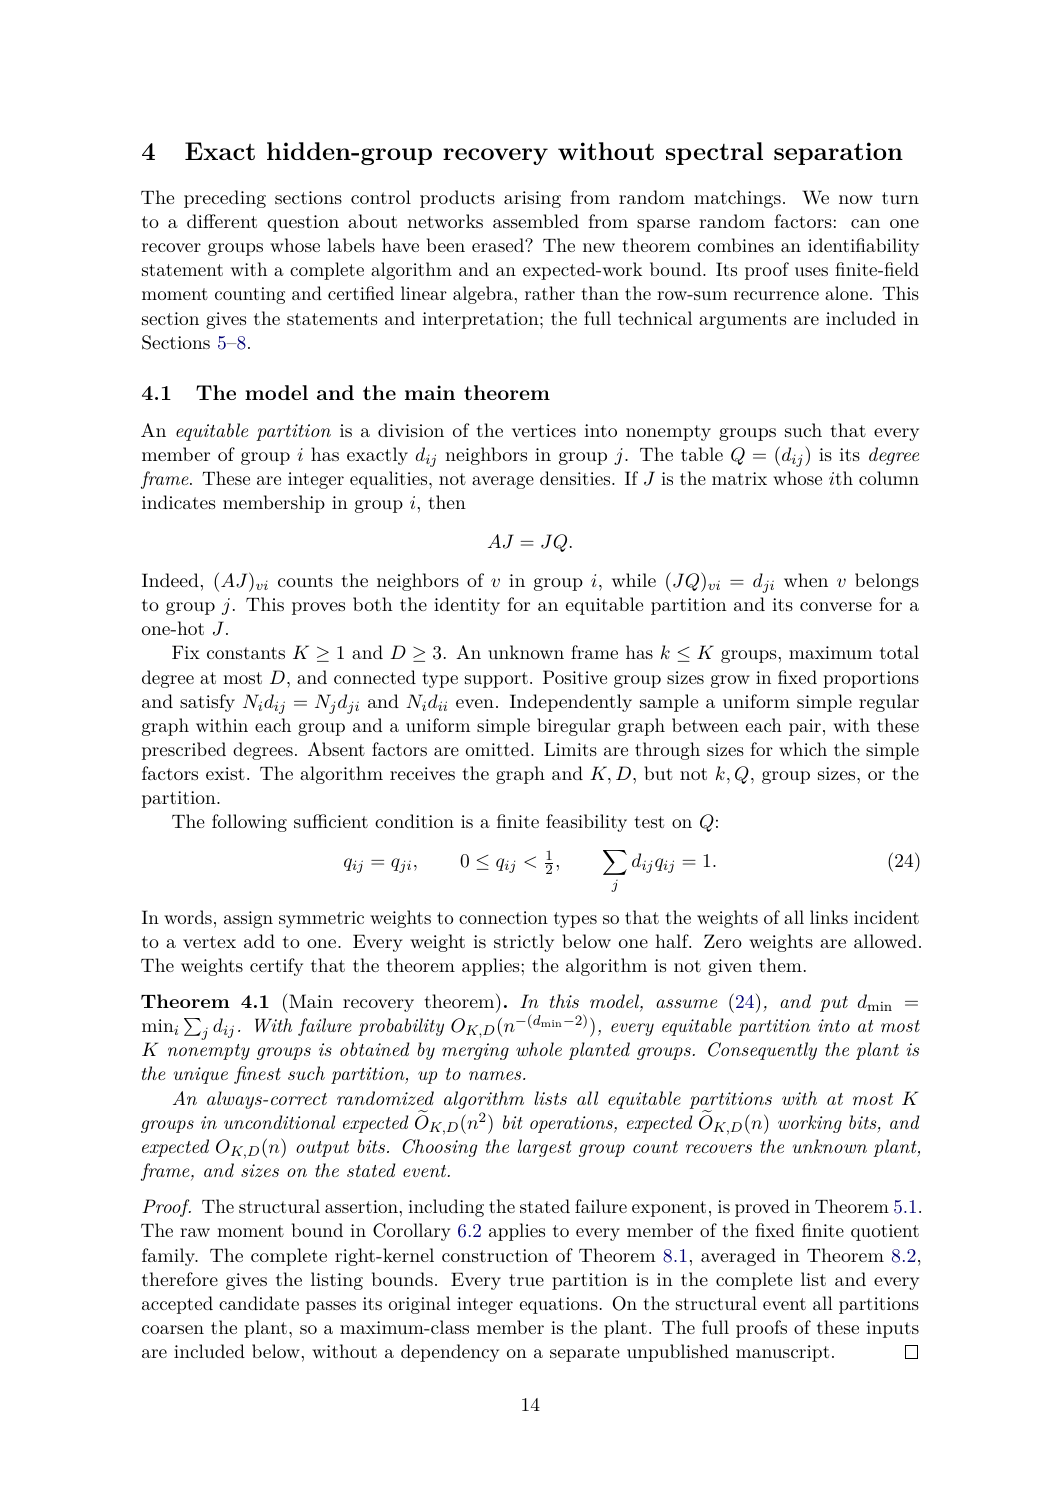 4 Exact hidden-group recovery without spectral separation
The preceding sections control products arising from random matchings. We now turn
to a different question about networks assembled from sparse random factors: can one
recover groups whose labels have been erased? The new theorem combines an identifiability
statement with a complete algorithm and an expected-work bound. Its proof uses finite-field
moment counting and certified linear algebra, rather than the row-sum recurrence alone. This
section gives the statements and interpretation; the full technical arguments are included in
Sections 5–8.
4.1 The model and the main theorem
An equitable partition is a division of the vertices into nonempty groups such that every
member of group i has exactly d_{ij} neighbors in group j. The table Q = (d_{ij}) is its degree
frame. These are integer equalities, not average densities. If J is the matrix whose ith column
indicates membership in group i, then
AJ = JQ.
Indeed, (AJ)_{vi} counts the neighbors of v in group i, while (JQ)_{vi} = d_{ji} when v belongs
to group j. This proves both the identity for an equitable partition and its converse for a
one-hot J.
Fix constants K ≥ 1 and D ≥ 3. An unknown frame has k ≤ K groups, maximum total
degree at most D, and connected type support. Positive group sizes grow in fixed proportions
and satisfy N_i d_{ij} = N_j d_{ji} and N_i d_{ii} even. Independently sample a uniform simple regular
graph within each group and a uniform simple biregular graph between each pair, with these
prescribed degrees. Absent factors are omitted. Limits are through sizes for which the simple
factors exist. The algorithm receives the graph and K, D, but not k, Q, group sizes, or the
partition.
The following sufficient condition is a finite feasibility test on Q:
q_{ij} = q_{ji}, 0 ≤ q_{ij} < 1/2, ∑_j d_{ij} q_{ij} = 1. (24)
In words, assign symmetric weights to connection types so that the weights of all links incident
to a vertex add to one. Every weight is strictly below one half. Zero weights are allowed.
The weights certify that the theorem applies; the algorithm is not given them.
Theorem 4.1 (Main recovery theorem). In this model, assume (24), and put d_{min} =
min_i ∑_j d_{ij}. With failure probability O_{K,D}(n^{−(d_{min}−2)}), every equitable partition into at most
K nonempty groups is obtained by merging whole planted groups. Consequently the plant is
the unique finest such partition, up to names.
An always-correct randomized algorithm lists all equitable partitions with at most K
groups in unconditional expected Õ_{K,D}(n^2) bit operations, expected Õ_{K,D}(n) working bits, and
expected O_{K,D}(n) output bits. Choosing the largest group count recovers the unknown plant,
frame, and sizes on the stated event.
Proof. The structural assertion, including the stated failure exponent, is proved in Theorem 5.1.
The raw moment bound in Corollary 6.2 applies to every member of the fixed finite quotient
family. The complete right-kernel construction of Theorem 8.1, averaged in Theorem 8.2,
therefore gives the listing bounds. Every true partition is in the complete list and every
accepted candidate passes its original integer equations. On the structural event all partitions
coarsen the plant, so a maximum-class member is the plant. The full proofs of these inputs
are included below, without a dependency on a separate unpublished manuscript. □
14